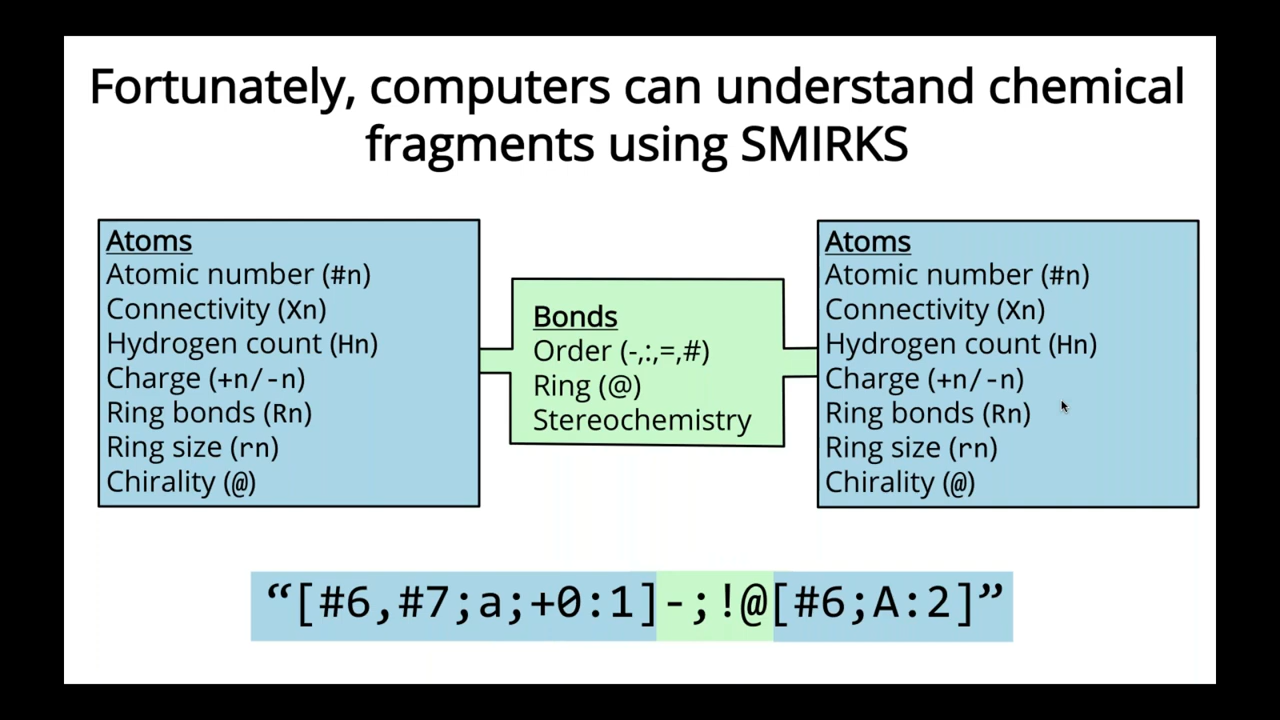 Fortunately, computers can understand chemical
fragments using SMIRKS
Atoms
Atomic number (#n)
Connectivity (Xn)
Hydrogen count (Hn)
Charge (+n/-n)
Ring bonds (Rn)
Ring size (rn)
Chirality (@)
Bonds
Order (-,:,=,#)
Ring (@)
Stereochemistry
Atoms
Atomic number (#n)
Connectivity (Xn)
Hydrogen count (Hn)
Charge (+n/-n)
Ring bonds (Rn)
Ring size (rn)
Chirality (@)
“[#6,#7;a;+0:1]-;!@[#6;A:2]”